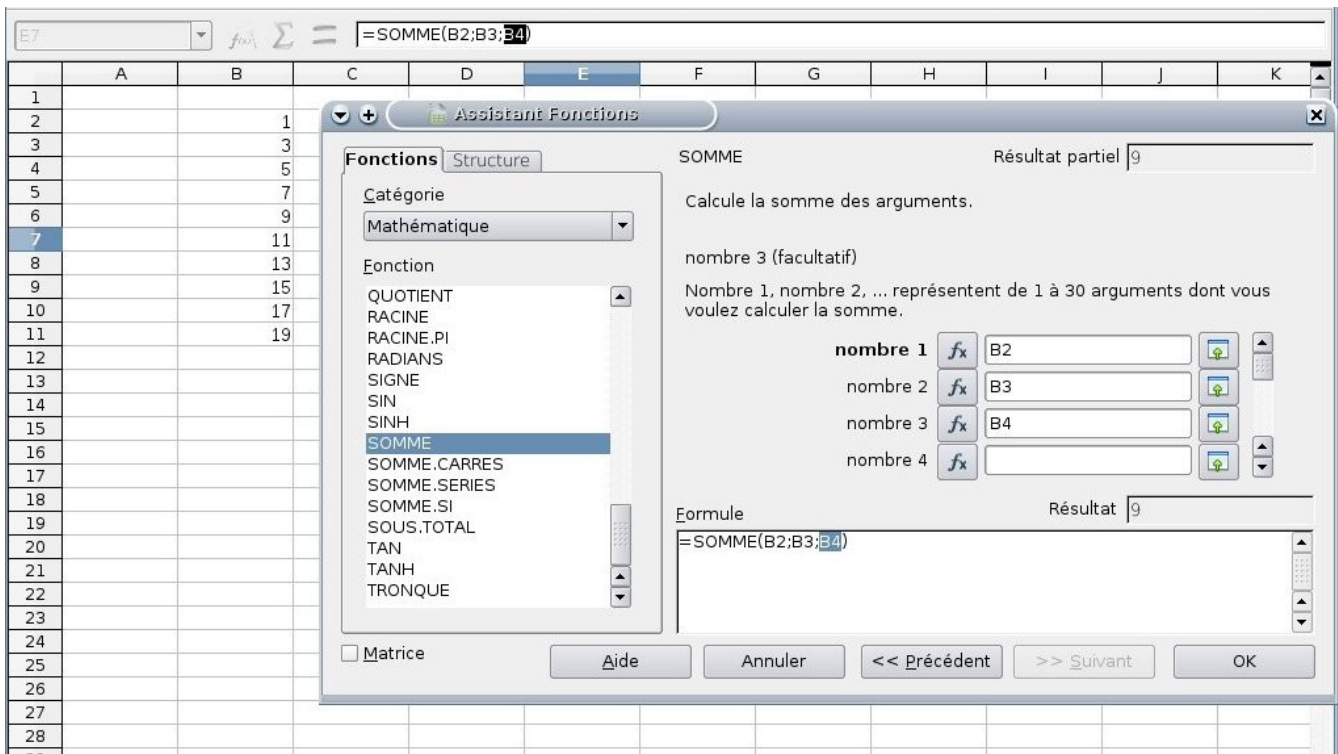 E7 =SOMME(B2;B3;B4)
A B C D E F G H I J K
1
2 1
3 3
4 5
5 7
6 9
7 11
8 13
9 15
10 17
11 19
12
13
14
15
16
17
18
19
20
21
22
23
24
25
26
27
28
Assistant Fonctions
Fonctions Structure
Catégorie
Mathématique
Fonction
QUOTIENT
RACINE
RACINE.PI
RADIANS
SIGNE
SIN
SINH
SOMME
SOMME.CARRES
SOMME.SERIES
SOMME.SI
SOUS.TOTAL
TAN
TANH
TRONQUE
Matrice
SOMME Résultat partiel 9
Calcule la somme des arguments.
nombre 3 (facultatif)
Nombre 1, nombre 2, ... représentent de 1 à 30 arguments dont vous
voulez calculer la somme.
nombre 1 fx B2
nombre 2 fx B3
nombre 3 fx B4
nombre 4 fx
Formule Résultat 9
=SOMME(B2;B3;B4)
Aide Annuler << Précédent >> Suivant OK